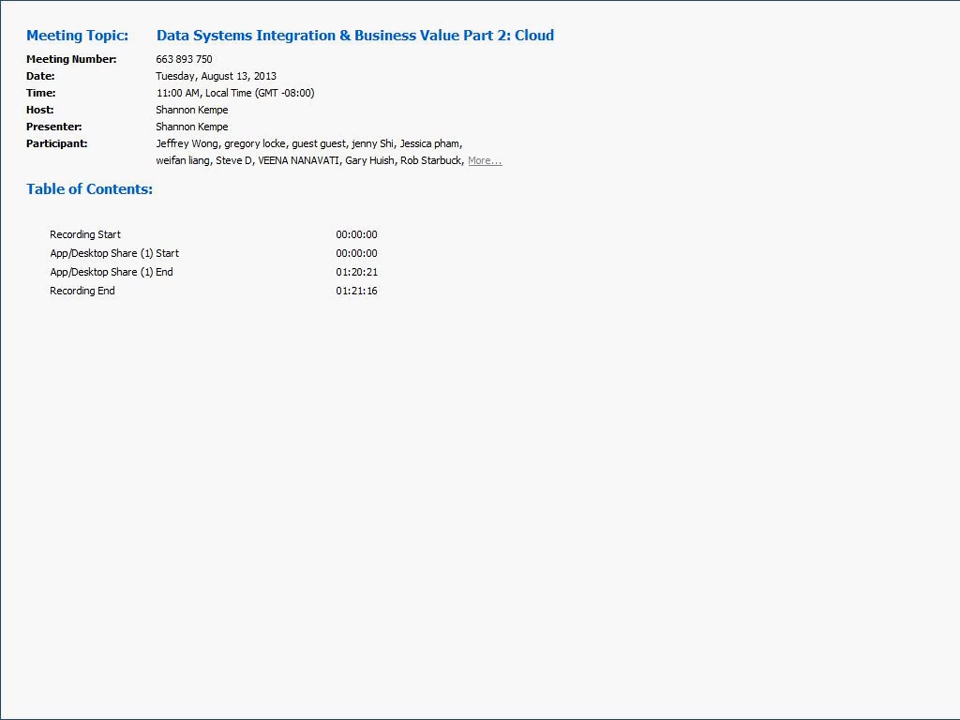 Meeting Topic: Data Systems Integration & Business Value Part 2: Cloud
Meeting Number: 663 893 750
Date: Tuesday, August 13, 2013
Time: 11:00 AM, Local Time (GMT -08:00)
Host: Shannon Kempe
Presenter: Shannon Kempe
Participant: Jeffrey Wong, gregory locke, guest guest, jenny Shi, Jessica pham,
weifan liang, Steve D, VEENA NANAVATI, Gary Huish, Rob Starbuck, More...
Table of Contents:
Recording Start 00:00:00
App/Desktop Share (1) Start 00:00:00
App/Desktop Share (1) End 01:20:21
Recording End 01:21:16